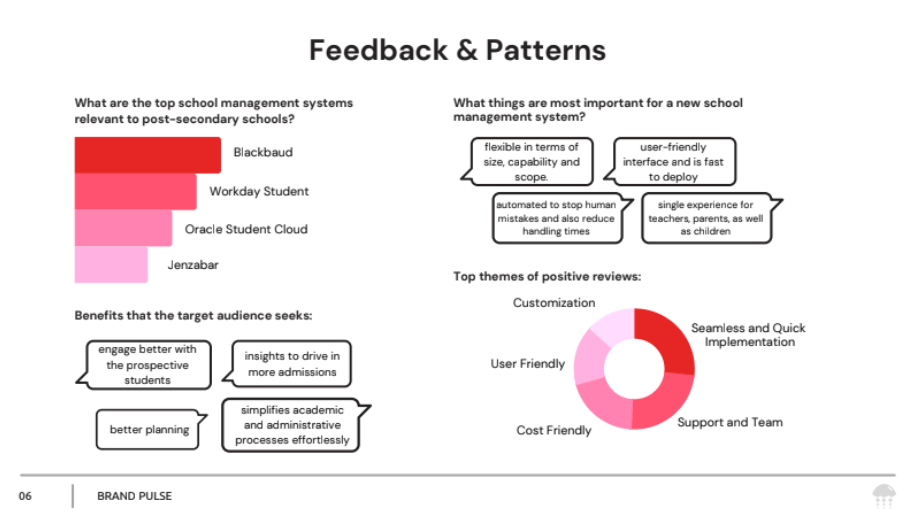 Feedback & Patterns
What are the top school management systems
relevant to post-secondary schools?
Blackbaud
Workday Student
Oracle Student Cloud
Jenzabar
Benefits that the target audience seeks:
engage better with
the prospective
students
insights to drive in
more admissions
better planning
simplifies academic
and administrative
processes effortlessly
What things are most important for a new school
management system?
flexible in terms of
size, capability and
scope.
user-friendly
interface and is fast
to deploy
automated to stop human
mistakes and also reduce
handling times
single experience for
teachers, parents, as well
as children
Top themes of positive reviews:
Customization
Seamless and Quick
Implementation
User Friendly
Support and Team
Cost Friendly
06
BRAND PULSE